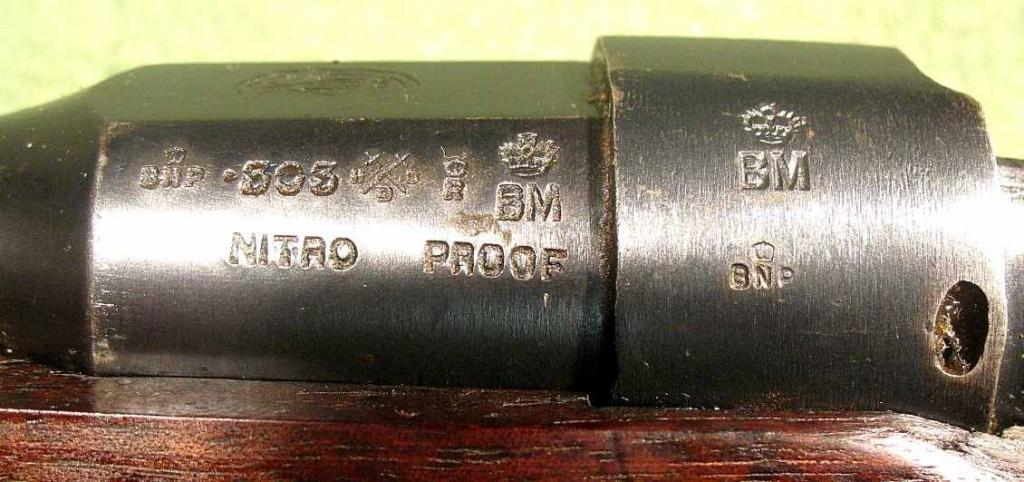 BNP .303 R BM
NITRO PROOF
BM
BNP